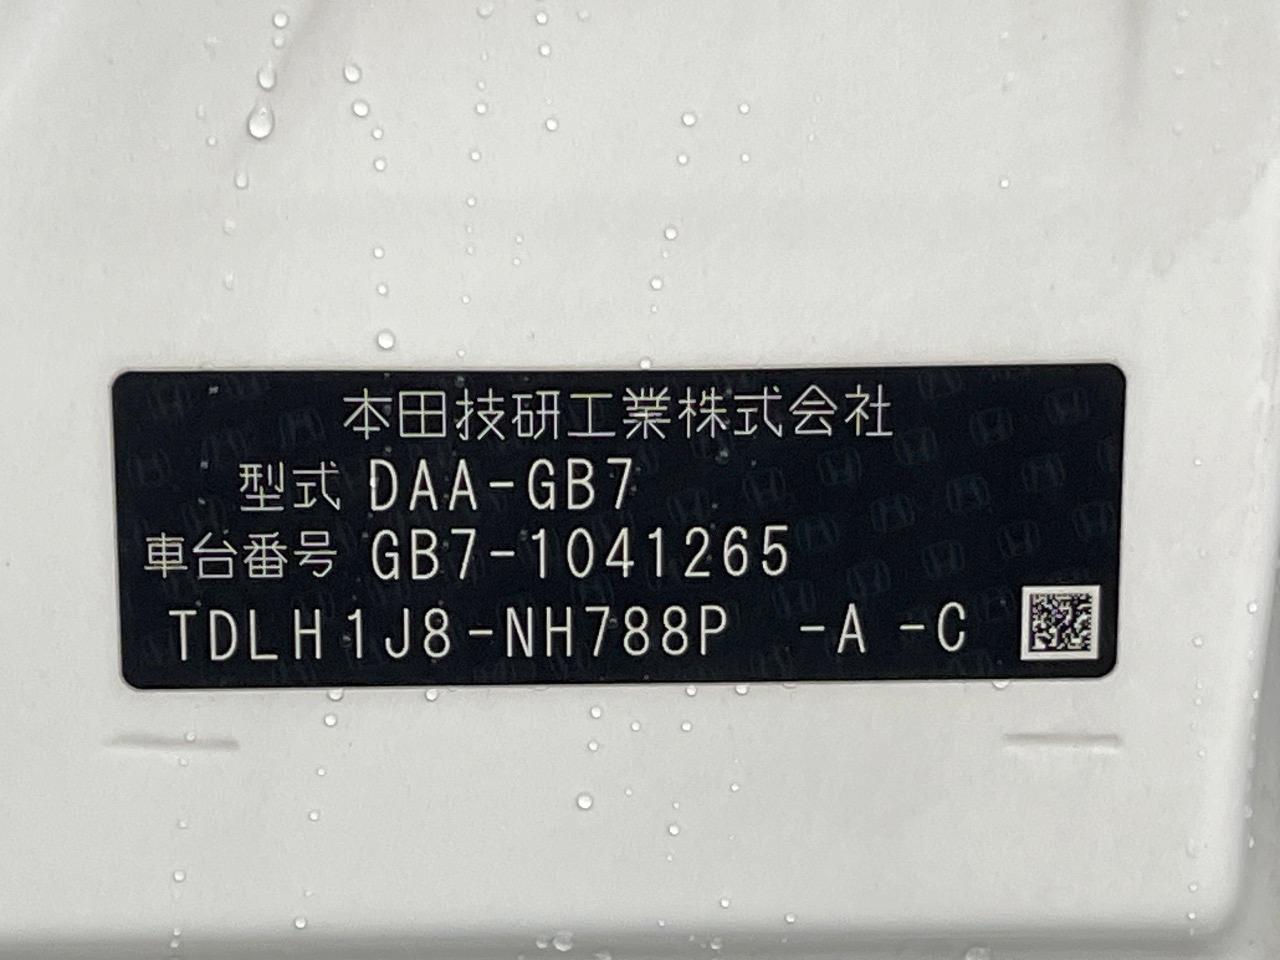 本田技研工業株式会社
型式 DAA-GB7
車台番号 GB7-1041265
TDLH1J8-NH788P -A -C